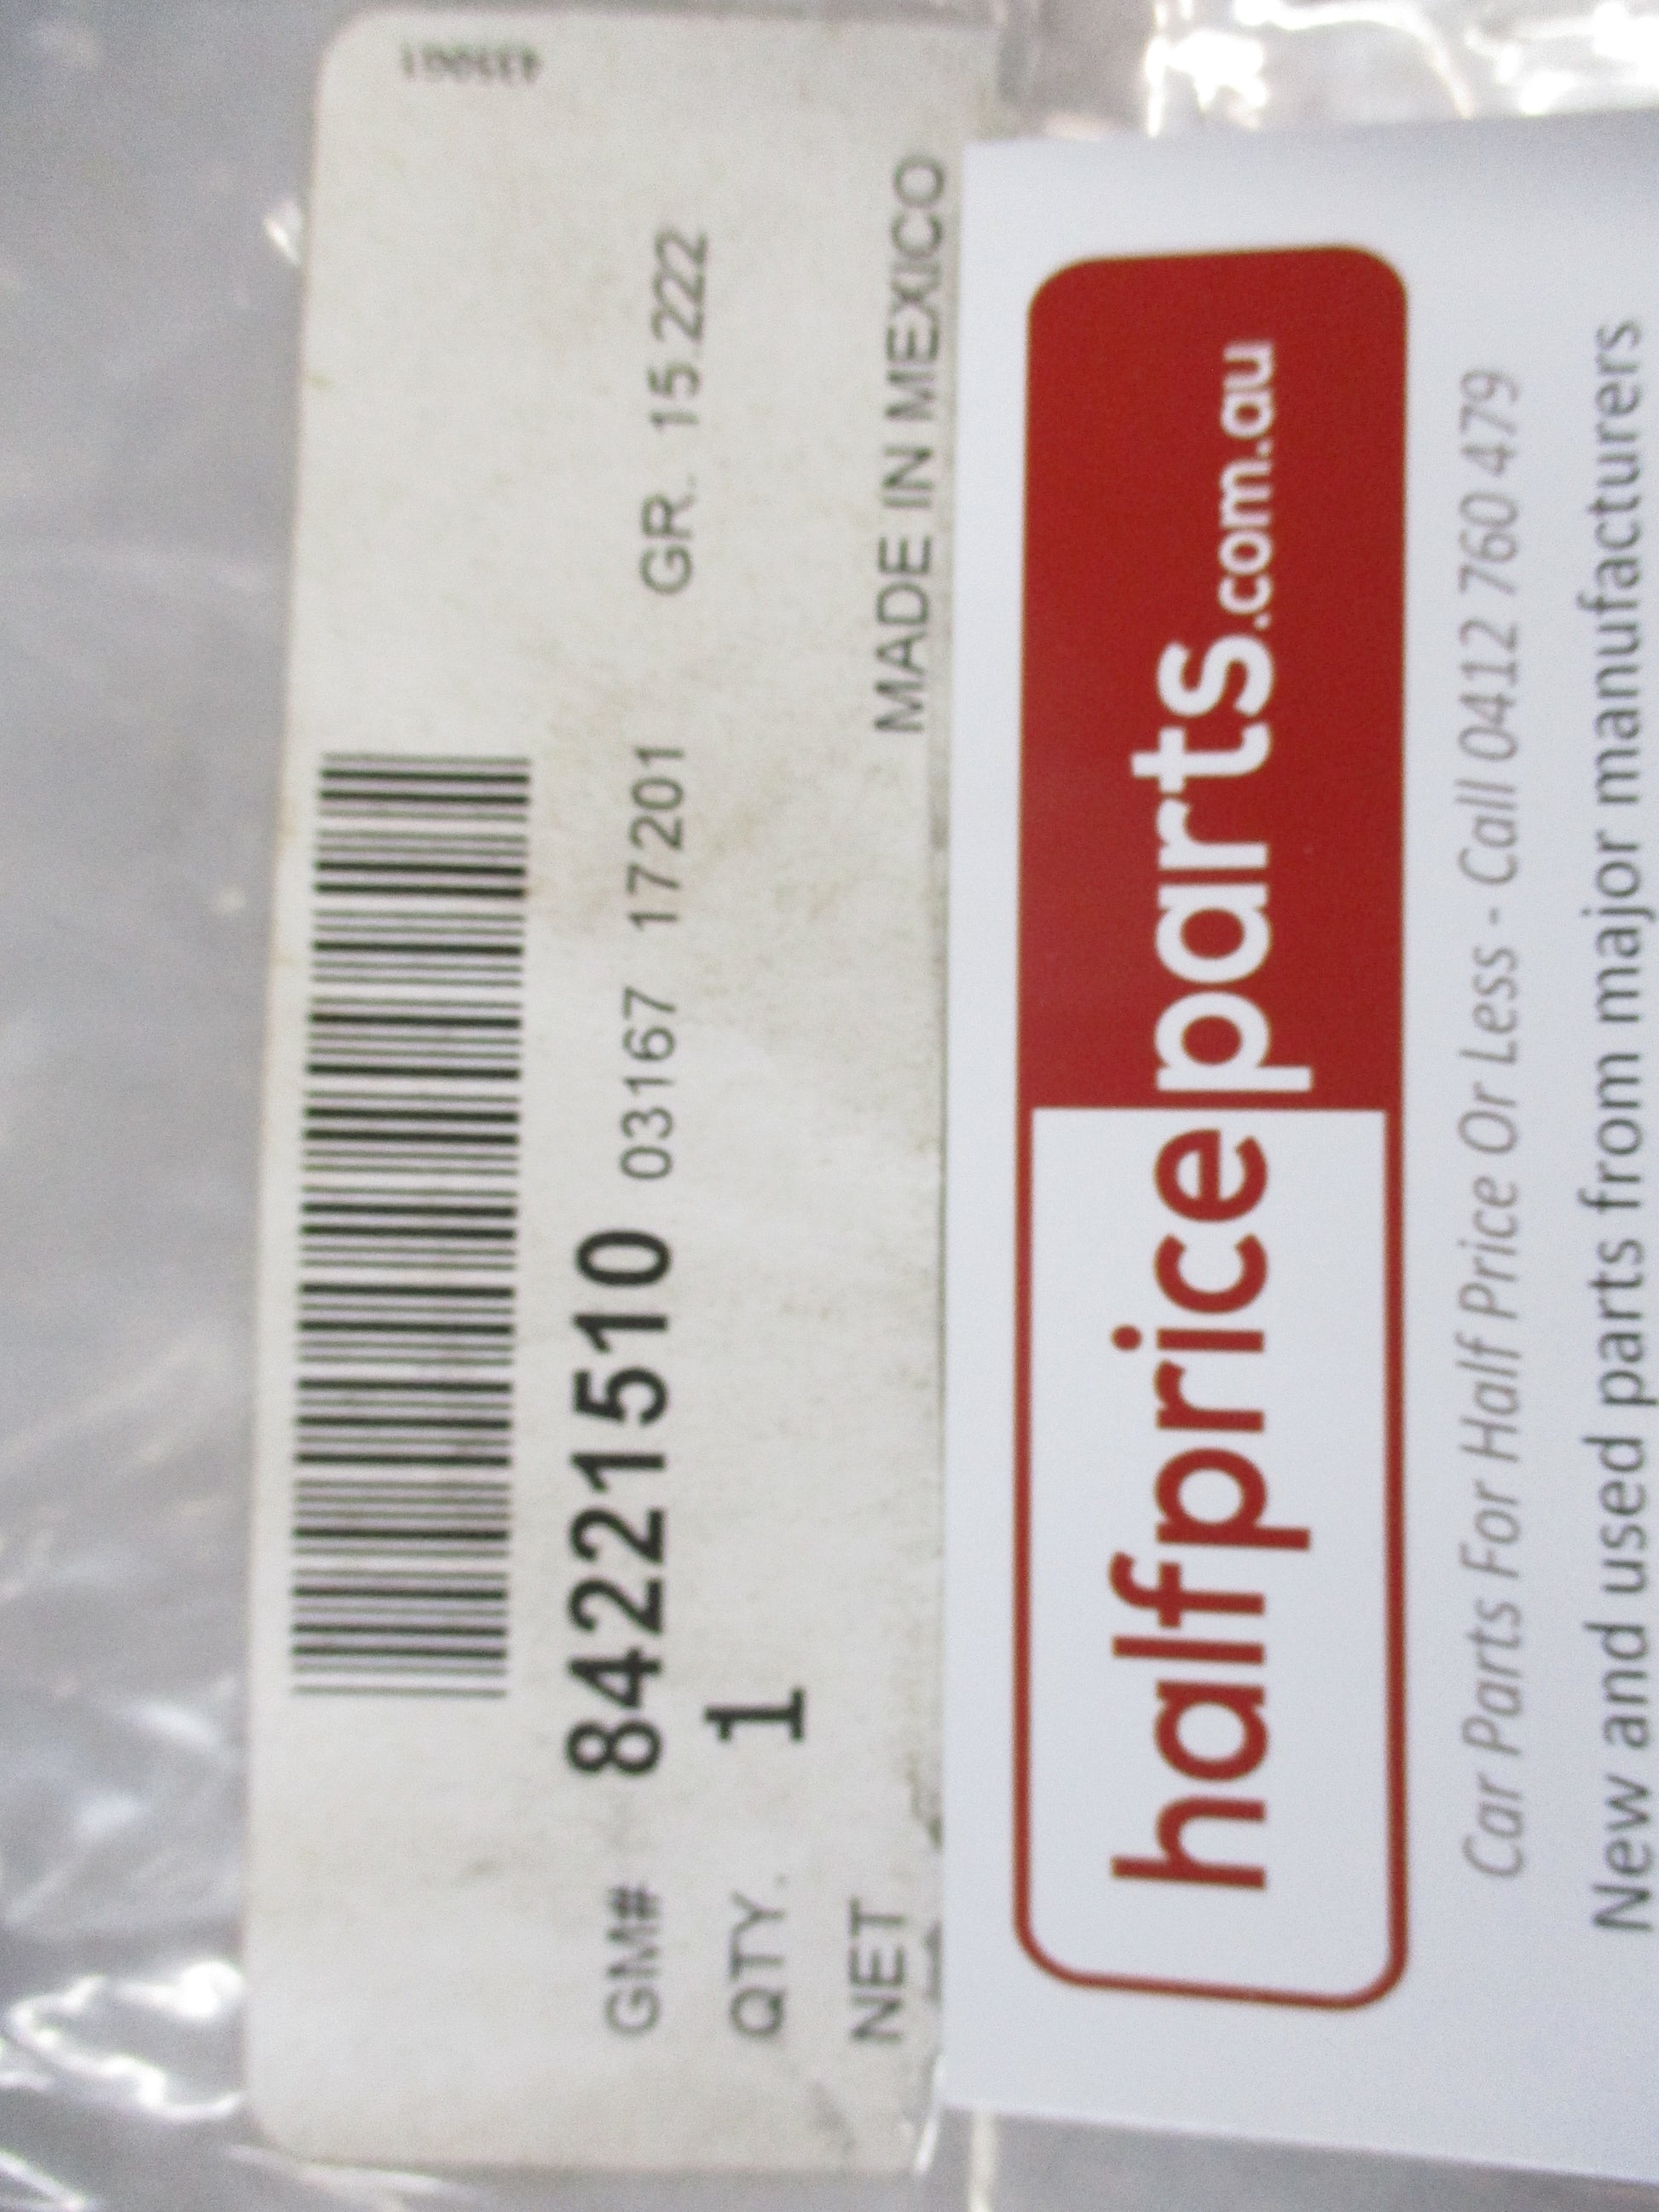 GM# 84221510 03167 17201 GR. 15.222
QTY. 1
NET
MADE IN MEXICO
halfpriceparts.com.au
Car Parts For Half Price Or Less - Call 0412 760 479
New and used parts from major manufacturers